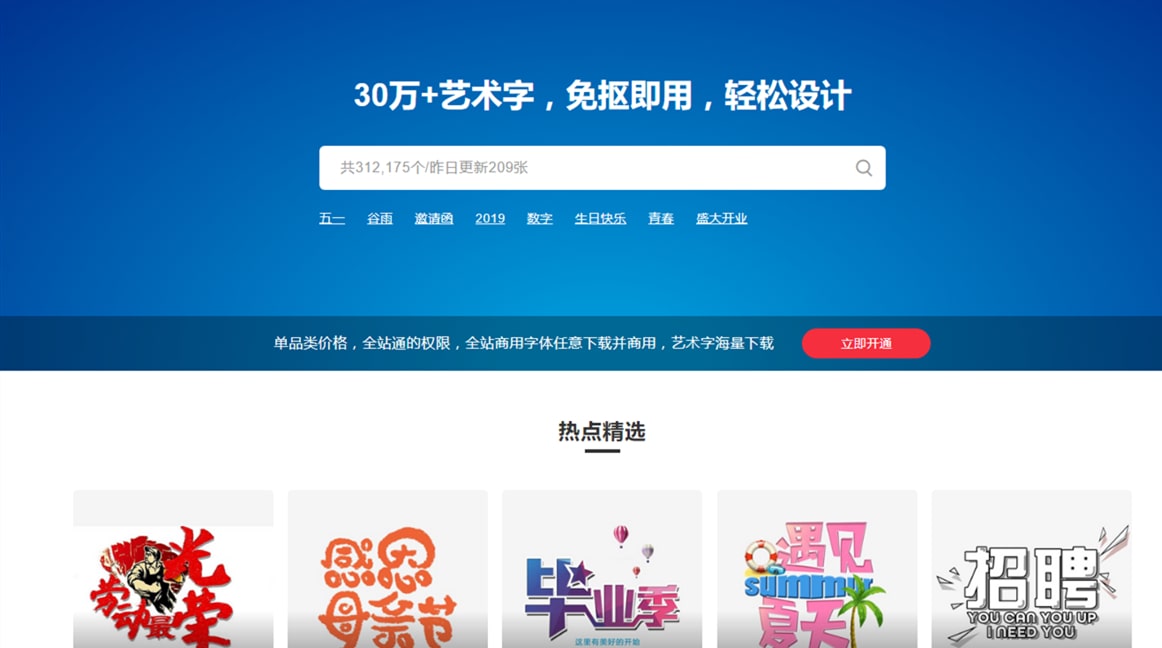 30万+艺术字，免抠即用，轻松设计
共312,175个/昨日更新209张
五一 谷雨 邀请函 2019 数字 生日快乐 青春 盛大开业
单品类价格，全站通的权限，全站商用字体任意下载并商用，艺术字海量下载 立即开通
热点精选
劳动最光荣
感恩
母亲节
毕业季
这里有美好的开始
遇见
summer
夏天
招聘
YOU CAN YOU UP
I NEED YOU